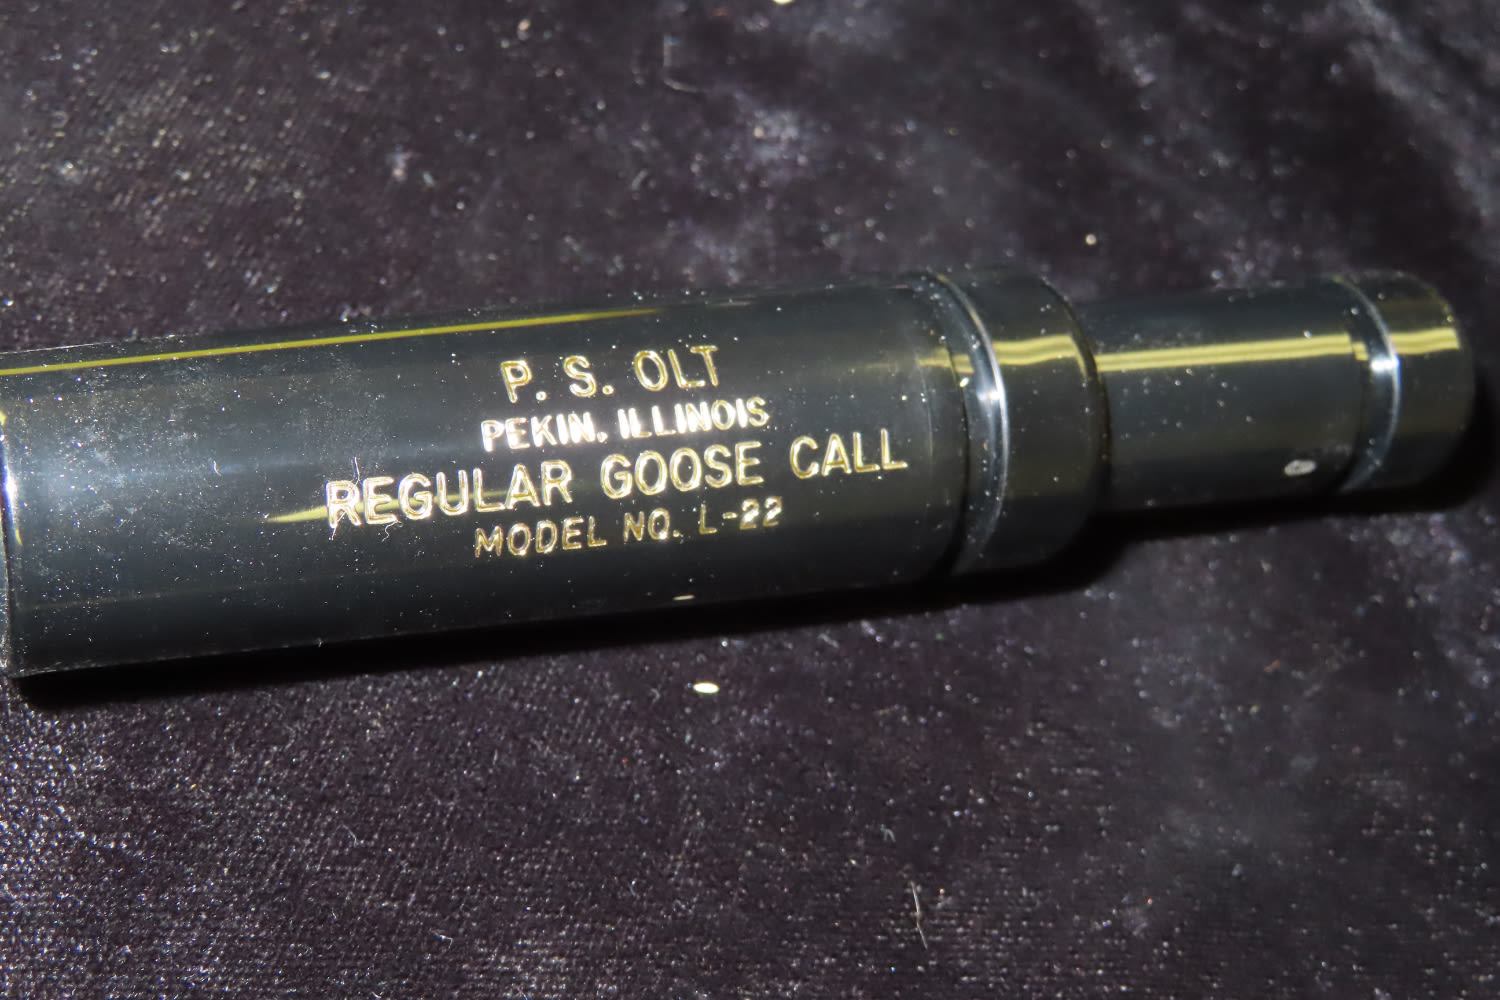 P. S. OLT
PEKIN, ILLINOIS
REGULAR GOOSE CALL
MODEL NO. L-22